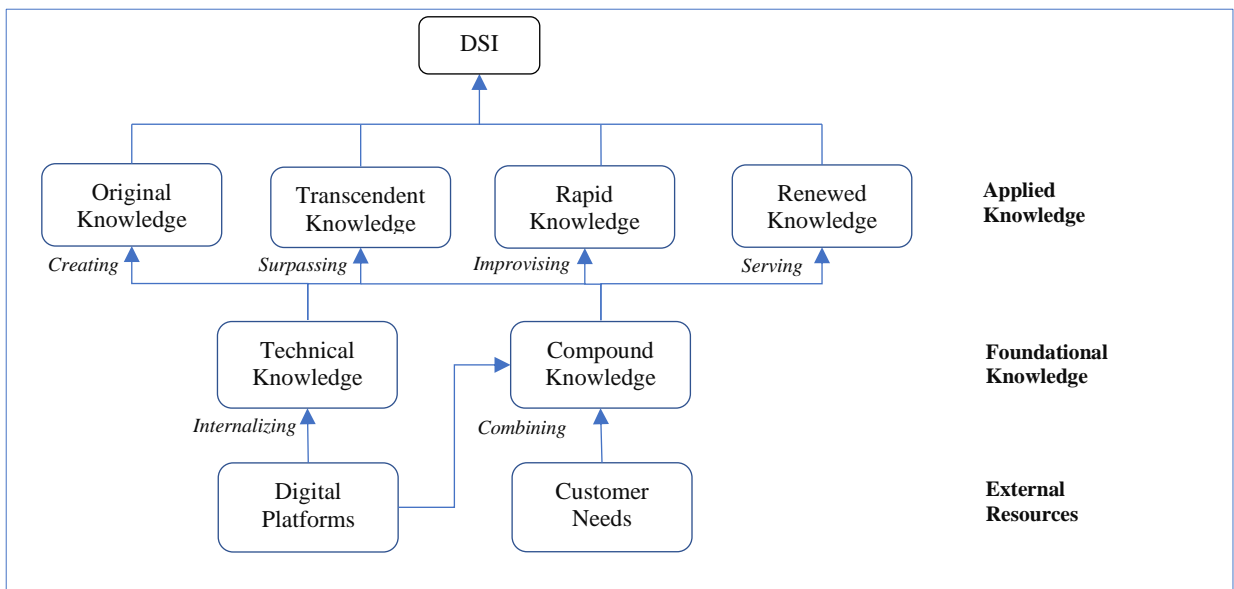 DSI
Original
Knowledge
Transcendent
Knowledge
Rapid
Knowledge
Renewed
Knowledge
Applied
Knowledge
Creating
Surpassing
Improvising
Serving
Technical
Knowledge
Compound
Knowledge
Foundational
Knowledge
Internalizing
Combining
Digital
Platforms
Customer
Needs
External
Resources